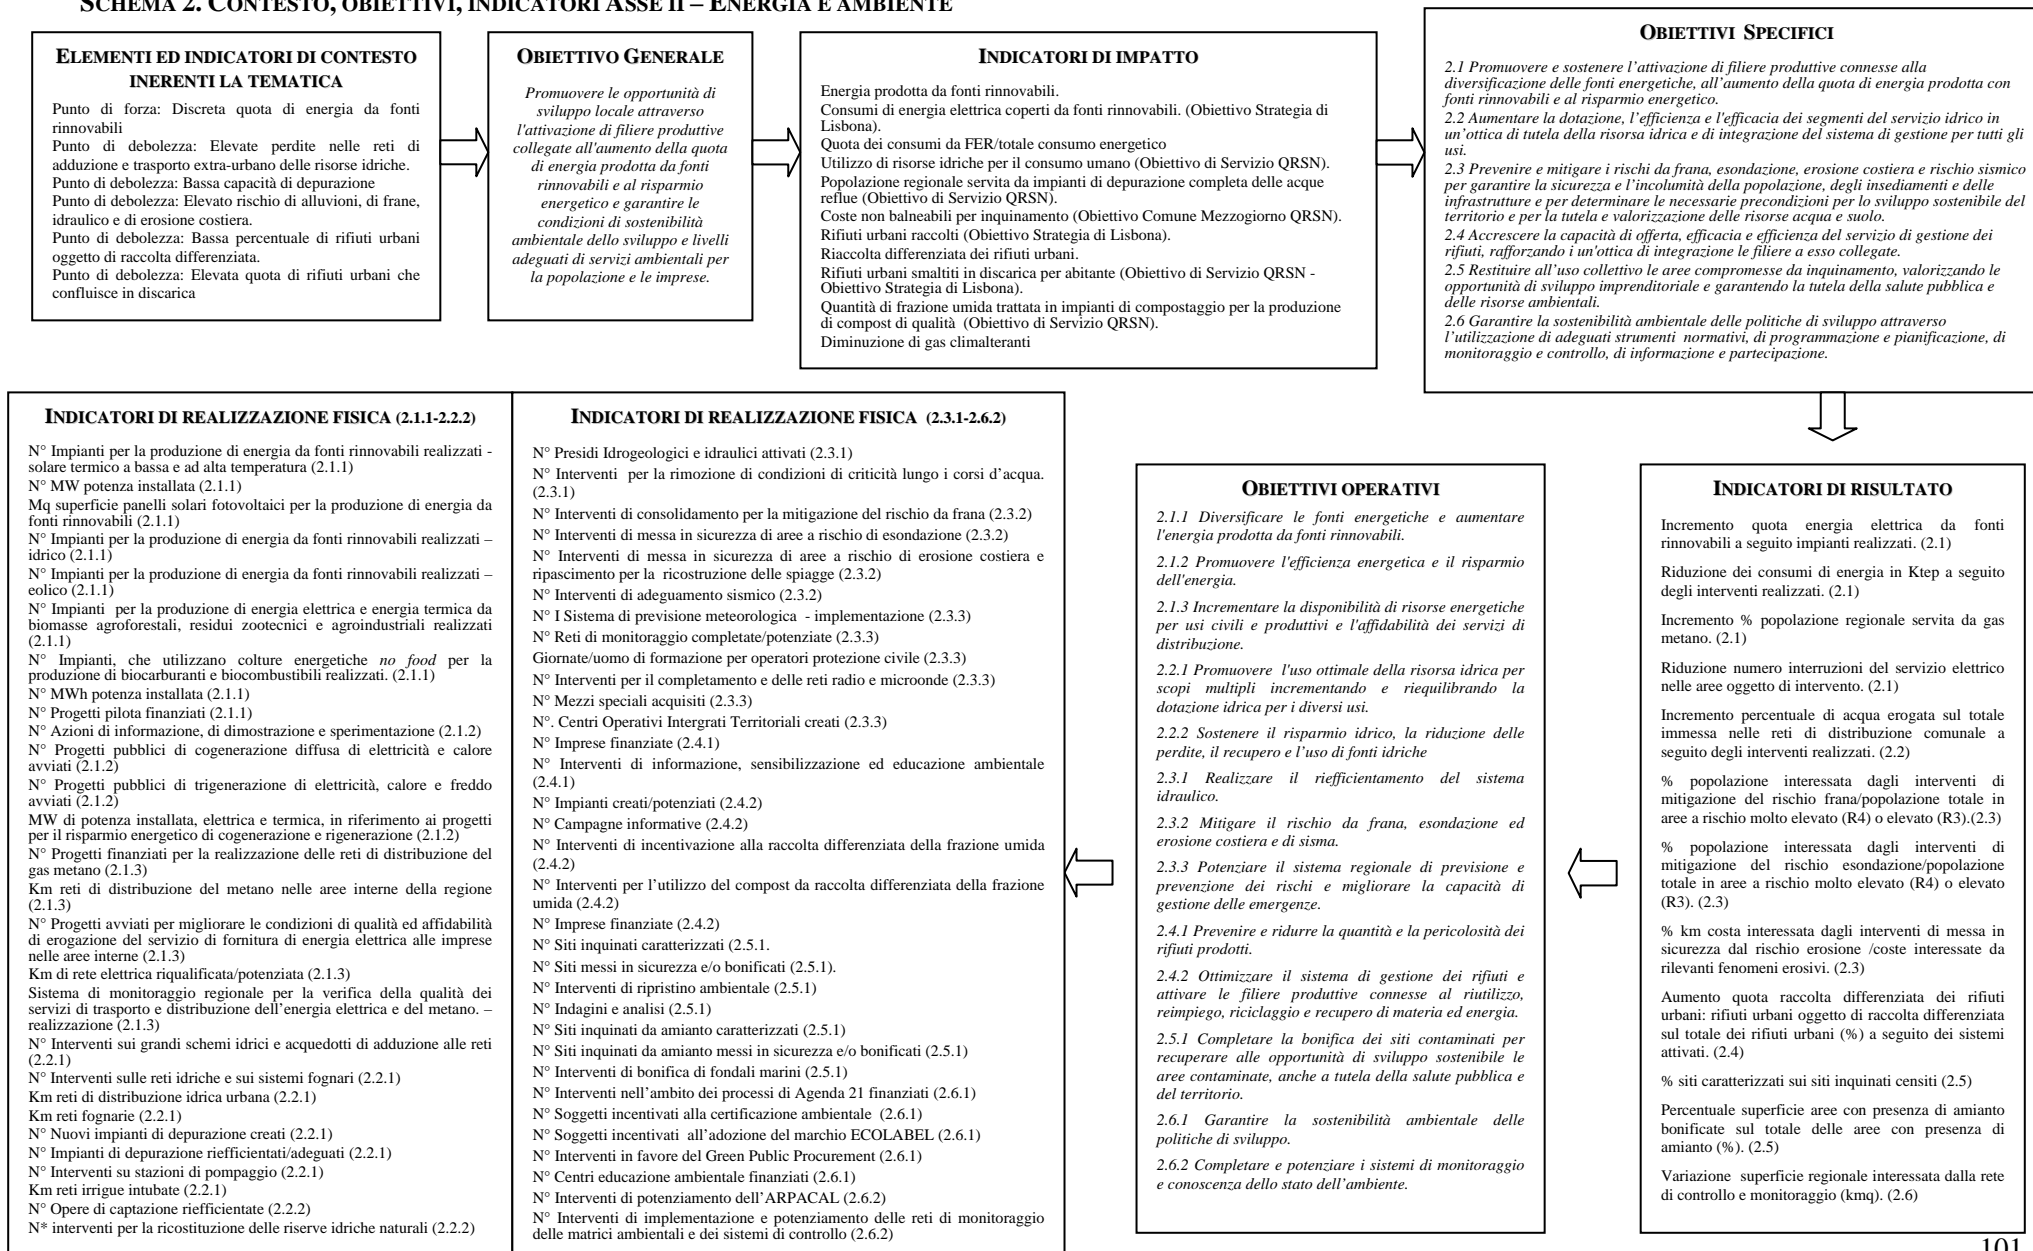 SCHEMA 2. CONTESTO, OBIETTIVI, INDICATORI ASSE II – ENERGIA E AMBIENTE
ELEMENTI ED INDICATORI DI CONTESTO
INERENTI LA TEMATICA
Punto di forza: Discreta quota di energia da fonti
rinnovabili
Punto di debolezza: Elevate perdite nelle reti di
adduzione e trasporto extra-urbano delle risorse idriche.
Punto di debolezza: Bassa capacità di depurazione
Punto di debolezza: Elevato rischio di alluvioni, di frane,
idraulico e di erosione costiera.
Punto di debolezza: Bassa percentuale di rifiuti urbani
oggetto di raccolta differenziata.
Punto di debolezza: Elevata quota di rifiuti urbani che
confluisce in discarica
OBIETTIVO GENERALE
Promuovere le opportunità di
sviluppo locale attraverso
l'attivazione di filiere produttive
collegate all'aumento della quota
di energia prodotta da fonti
rinnovabili e al risparmio
energetico e garantire le
condizioni di sostenibilità
ambientale dello sviluppo e livelli
adeguati di servizi ambientali per
la popolazione e le imprese.
INDICATORI DI IMPATTO
Energia prodotta da fonti rinnovabili.
Consumi di energia elettrica coperti da fonti rinnovabili. (Obiettivo Strategia di
Lisbona).
Quota dei consumi da FER/totale consumo energetico
Utilizzo di risorse idriche per il consumo umano (Obiettivo di Servizio QRSN).
Popolazione regionale servita da impianti di depurazione completa delle acque
reflue (Obiettivo di Servizio QRSN).
Coste non balneabili per inquinamento (Obiettivo Comune Mezzogiorno QRSN).
Rifiuti urbani raccolti (Obiettivo Strategia di Lisbona).
Riaccolta differenziata dei rifiuti urbani.
Rifiuti urbani smaltiti in discarica per abitante (Obiettivo di Servizio QRSN -
Obiettivo Strategia di Lisbona).
Quantità di frazione umida trattata in impianti di compostaggio per la produzione
di compost di qualità (Obiettivo di Servizio QRSN).
Diminuzione di gas climalteranti
OBIETTIVI SPECIFICI
2.1 Promuovere e sostenere l'attivazione di filiere produttive connesse alla
diversificazione delle fonti energetiche, all'aumento della quota di energia prodotta con
fonti rinnovabili e al risparmio energetico.
2.2 Aumentare la dotazione, l'efficienza e l'efficacia dei segmenti del servizio idrico in
un'ottica di tutela della risorsa idrica e di integrazione del sistema di gestione per tutti gli
usi.
2.3 Prevenire e mitigare i rischi da frana, esondazione, erosione costiera e rischio sismico
per garantire la sicurezza e l'incolumità della popolazione, degli insediamenti e delle
infrastrutture e per determinare le necessarie precondizioni per lo sviluppo sostenibile del
territorio e per la tutela e valorizzazione delle risorse acqua e suolo.
2.4 Accrescere la capacità di offerta, efficacia e efficienza del servizio di gestione dei
rifiuti, rafforzando i un'ottica di integrazione le filiere a esso collegate.
2.5 Restituire all'uso collettivo le aree compromesse da inquinamento, valorizzando le
opportunità di sviluppo imprenditoriale e garantendo la tutela della salute pubblica e
delle risorse ambientali.
2.6 Garantire la sostenibilità ambientale delle politiche di sviluppo attraverso
l'utilizzazione di adeguati strumenti normativi, di programmazione e pianificazione, di
monitoraggio e controllo, di informazione e partecipazione.
INDICATORI DI REALIZZAZIONE FISICA (2.1.1-2.2.2)
N° Impianti per la produzione di energia da fonti rinnovabili realizzati -
solare termico a bassa e ad alta temperatura (2.1.1)
N° MW potenza installata (2.1.1)
Mq superficie panelli solari fotovoltaici per la produzione di energia da
fonti rinnovabili (2.1.1)
N° Impianti per la produzione di energia da fonti rinnovabili realizzati –
idrico (2.1.1)
N° Impianti per la produzione di energia da fonti rinnovabili realizzati –
eolico (2.1.1)
N° Impianti per la produzione di energia elettrica e energia termica da
biomasse agroforestali, residui zootecnici e agroindustriali realizzati
(2.1.1)
N° Impianti, che utilizzano colture energetiche no food per la
produzione di biocarburanti e biocombustibili realizzati. (2.1.1)
N° MWh potenza installata (2.1.1)
N° Progetti pilota finanziati (2.1.1)
N° Azioni di informazione, di dimostrazione e sperimentazione (2.1.2)
N° Progetti pubblici di cogenerazione diffusa di elettricità e calore
avviati (2.1.2)
N° Progetti pubblici di trigenerazione di elettricità, calore e freddo
avviati (2.1.2)
MW di potenza installata, elettrica e termica, in riferimento ai progetti
per il risparmio energetico di cogenerazione e rigenerazione (2.1.2)
N° Progetti finanziati per la realizzazione delle reti di distribuzione del
gas metano (2.1.3)
Km reti di distribuzione del metano nelle aree interne della regione
(2.1.3)
N° Progetti avviati per migliorare le condizioni di qualità ed affidabilità
di erogazione del servizio di fornitura di energia elettrica alle imprese
nelle aree interne (2.1.3)
Km di rete elettrica riqualificata/potenziata (2.1.3)
Sistema di monitoraggio regionale per la verifica della qualità dei
servizi di trasporto e distribuzione dell'energia elettrica e del metano. –
realizzazione (2.1.3)
N° Interventi sui grandi schemi idrici e acquedotti di adduzione alle reti
(2.2.1)
N° Interventi sulle reti idriche e sui sistemi fognari (2.2.1)
Km reti di distribuzione idrica urbana (2.2.1)
Km reti fognarie (2.2.1)
N° Nuovi impianti di depurazione creati (2.2.1)
N° Impianti di depurazione riefficientati/adeguati (2.2.1)
N° Interventi su stazioni di pompaggio (2.2.1)
Km reti irrigue intubate (2.2.1)
N° Opere di captazione riefficientate (2.2.2)
N* interventi per la ricostituzione delle riserve idriche naturali (2.2.2)
INDICATORI DI REALIZZAZIONE FISICA (2.3.1-2.6.2)
N° Presidi Idrogeologici e idraulici attivati (2.3.1)
N° Interventi per la rimozione di condizioni di criticità lungo i corsi d'acqua.
(2.3.1)
N° Interventi di consolidamento per la mitigazione del rischio da frana (2.3.2)
N° Interventi di messa in sicurezza di aree a rischio di esondazione (2.3.2)
N° Interventi di messa in sicurezza di aree a rischio di erosione costiera e
ripascimento per la ricostruzione delle spiagge (2.3.2)
N° Interventi di adeguamento sismico (2.3.2)
N° I Sistema di previsione meteorologica - implementazione (2.3.3)
N° Reti di monitoraggio completate/potenziate (2.3.3)
Giornate/uomo di formazione per operatori protezione civile (2.3.3)
N° Interventi per il completamento e delle reti radio e microonde (2.3.3)
N° Mezzi speciali acquisiti (2.3.3)
N°. Centri Operativi Intergrati Territoriali creati (2.3.3)
N° Imprese finanziate (2.4.1)
N° Interventi di informazione, sensibilizzazione ed educazione ambientale
(2.4.1)
N° Impianti creati/potenziati (2.4.2)
N° Campagne informative (2.4.2)
N° Interventi di incentivazione alla raccolta differenziata della frazione umida
(2.4.2)
N° Interventi per l'utilizzo del compost da raccolta differenziata della frazione
umida (2.4.2)
N° Imprese finanziate (2.4.2)
N° Siti inquinati caratterizzati (2.5.1.
N° Siti messi in sicurezza e/o bonificati (2.5.1).
N° Interventi di ripristino ambientale (2.5.1)
N° Indagini e analisi (2.5.1)
N° Siti inquinati da amianto caratterizzati (2.5.1)
N° Siti inquinati da amianto messi in sicurezza e/o bonificati (2.5.1)
N° Interventi di bonifica di fondali marini (2.5.1)
N° Interventi nell'ambito dei processi di Agenda 21 finanziati (2.6.1)
N° Soggetti incentivati alla certificazione ambientale (2.6.1)
N° Soggetti incentivati all'adozione del marchio ECOLABEL (2.6.1)
N° Interventi in favore del Green Public Procurement (2.6.1)
N° Centri educazione ambientale finanziati (2.6.1)
N° Interventi di potenziamento dell'ARPACAL (2.6.2)
N° Interventi di implementazione e potenziamento delle reti di monitoraggio
delle matrici ambientali e dei sistemi di controllo (2.6.2)
OBIETTIVI OPERATIVI
2.1.1 Diversificare le fonti energetiche e aumentare
l'energia prodotta da fonti rinnovabili.
2.1.2 Promuovere l'efficienza energetica e il risparmio
dell'energia.
2.1.3 Incrementare la disponibilità di risorse energetiche
per usi civili e produttivi e l'affidabilità dei servizi di
distribuzione.
2.2.1 Promuovere l'uso ottimale della risorsa idrica per
scopi multipli incrementando e riequilibrando la
dotazione idrica per i diversi usi.
2.2.2 Sostenere il risparmio idrico, la riduzione delle
perdite, il recupero e l'uso di fonti idriche
2.3.1 Realizzare il riefficientamento del sistema
idraulico.
2.3.2 Mitigare il rischio da frana, esondazione ed
erosione costiera e di sisma.
2.3.3 Potenziare il sistema regionale di previsione e
prevenzione dei rischi e migliorare la capacità di
gestione delle emergenze.
2.4.1 Prevenire e ridurre la quantità e la pericolosità dei
rifiuti prodotti.
2.4.2 Ottimizzare il sistema di gestione dei rifiuti e
attivare le filiere produttive connesse al riutilizzo,
reimpiego, riciclaggio e recupero di materia ed energia.
2.5.1 Completare la bonifica dei siti contaminati per
recuperare alle opportunità di sviluppo sostenibile le
aree contaminate, anche a tutela della salute pubblica e
del territorio.
2.6.1 Garantire la sostenibilità ambientale delle
politiche di sviluppo.
2.6.2 Completare e potenziare i sistemi di monitoraggio
e conoscenza dello stato dell'ambiente.
INDICATORI DI RISULTATO
Incremento quota energia elettrica da fonti
rinnovabili a seguito impianti realizzati. (2.1)
Riduzione dei consumi di energia in Ktep a seguito
degli interventi realizzati. (2.1)
Incremento % popolazione regionale servita da gas
metano. (2.1)
Riduzione numero interruzioni del servizio elettrico
nelle aree oggetto di intervento. (2.1)
Incremento percentuale di acqua erogata sul totale
immessa nelle reti di distribuzione comunale a
seguito degli interventi realizzati. (2.2)
% popolazione interessata dagli interventi di
mitigazione del rischio frana/popolazione totale in
aree a rischio molto elevato (R4) o elevato (R3).(2.3)
% popolazione interessata dagli interventi di
mitigazione del rischio esondazione/popolazione
totale in aree a rischio molto elevato (R4) o elevato
(R3). (2.3)
% km costa interessata dagli interventi di messa in
sicurezza dal rischio erosione /coste interessate da
rilevanti fenomeni erosivi. (2.3)
Aumento quota raccolta differenziata dei rifiuti
urbani: rifiuti urbani oggetto di raccolta differenziata
sul totale dei rifiuti urbani (%) a seguito dei sistemi
attivati. (2.4)
% siti caratterizzati sui siti inquinati censiti (2.5)
Percentuale superficie aree con presenza di amianto
bonificate sul totale delle aree con presenza di
amianto (%). (2.5)
Variazione superficie regionale interessata dalla rete
di controllo e monitoraggio (kmq). (2.6)
101